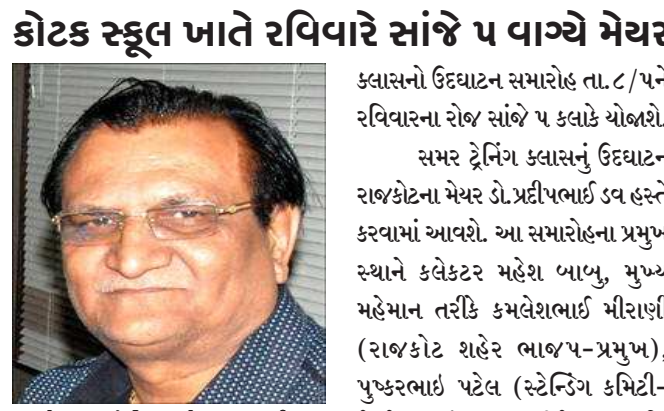 કોટક સ્કૂલ ખાતે રવિવારે સાંજે ૫ વાગ્યે મેયર
ક્લાસનો ઉદઘાટન સમારોહ તા.૮/૫ને
રવિવારના રોજ સાંજે ૫ કલાકે યોજાશે.
સમર ટ્રેનિંગ ક્લાસનું ઉદઘાટન
રાજકોટના મેયર ડો.પ્રદીપભાઈ ડવ હસ્તે
કરવામાં આવશે. આ સમારોહના પ્રમુખ
સ્થાને કલેકટર મહેશ બાબુ, મુખ્ય
મહેમાન તરીકે કમલેશભાઈ મીરાણી
(રાજકોટ શહેર ભાજપ-પ્રમુખ),
પુષ્કરભાઇ પટેલ (સ્ટેન્ડિંગ કમિટી-